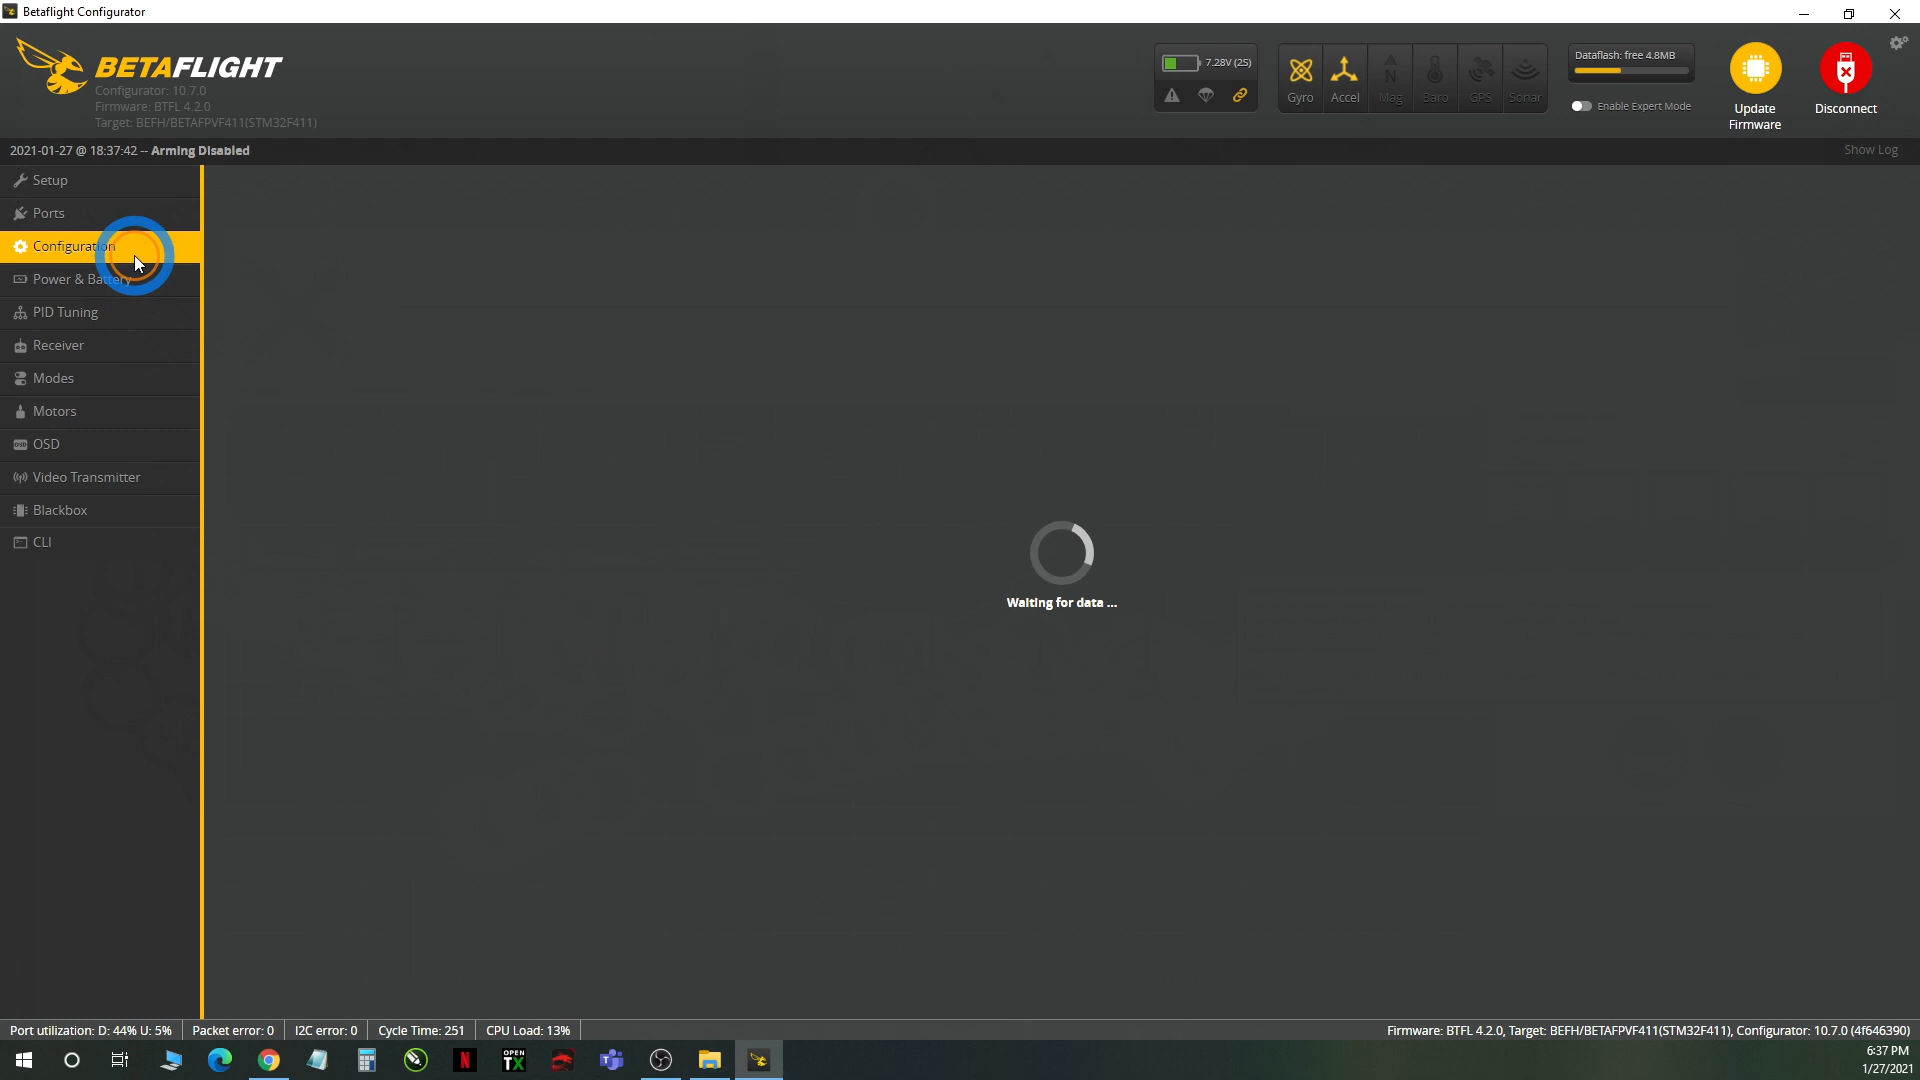 Betaflight Configurator
BETAFLIGHT
Configurator: 10.7.0
Firmware: BTFL 4.2.0
Target: BEFH/BETAFPVF411(STM32F411)
7.28V (2S)
Gyro
Accel
Mag
Baro
GPS
Sonar
Dataflash: free 4.8MB
Enable Expert Mode
Update
Firmware
Disconnect
2021-01-27 @ 18:37:42 -- Arming Disabled
Show Log
Setup
Ports
Configuration
Power & Battery
PID Tuning
Receiver
Modes
Motors
OSD
Video Transmitter
Blackbox
CLI
Waiting for data ...
Port utilization: D: 44% U: 5%
Packet error: 0
I2C error: 0
Cycle Time: 251
CPU Load: 13%
Firmware: BTFL 4.2.0, Target: BEFH/BETAFPVF411(STM32F411), Configurator: 10.7.0 (4f646390)
N
OPEN
TX
6:37 PM
1/27/2021